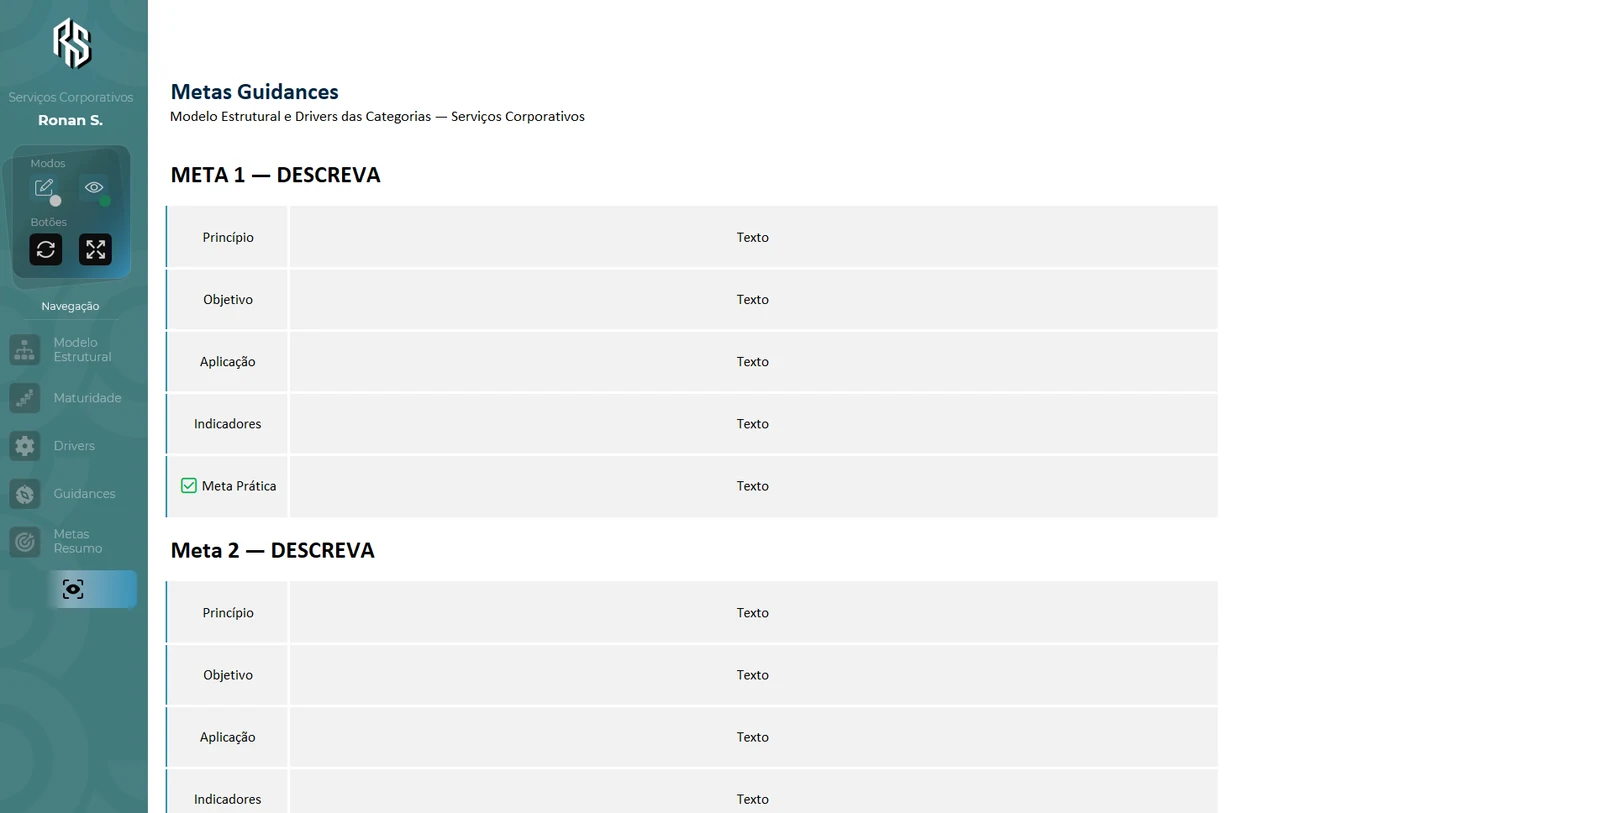 RS
Serviços Corporativos
Ronan S.
Modos
Botões
Navegação
Modelo
Estrutural
Maturidade
Drivers
Guidances
Metas
Resumo
Metas Guidances
Modelo Estrutural e Drivers das Categorias — Serviços Corporativos
META 1 — DESCREVA
Princípio Texto
Objetivo Texto
Aplicação Texto
Indicadores Texto
Meta Prática Texto
Meta 2 — DESCREVA
Princípio Texto
Objetivo Texto
Aplicação Texto
Indicadores Texto